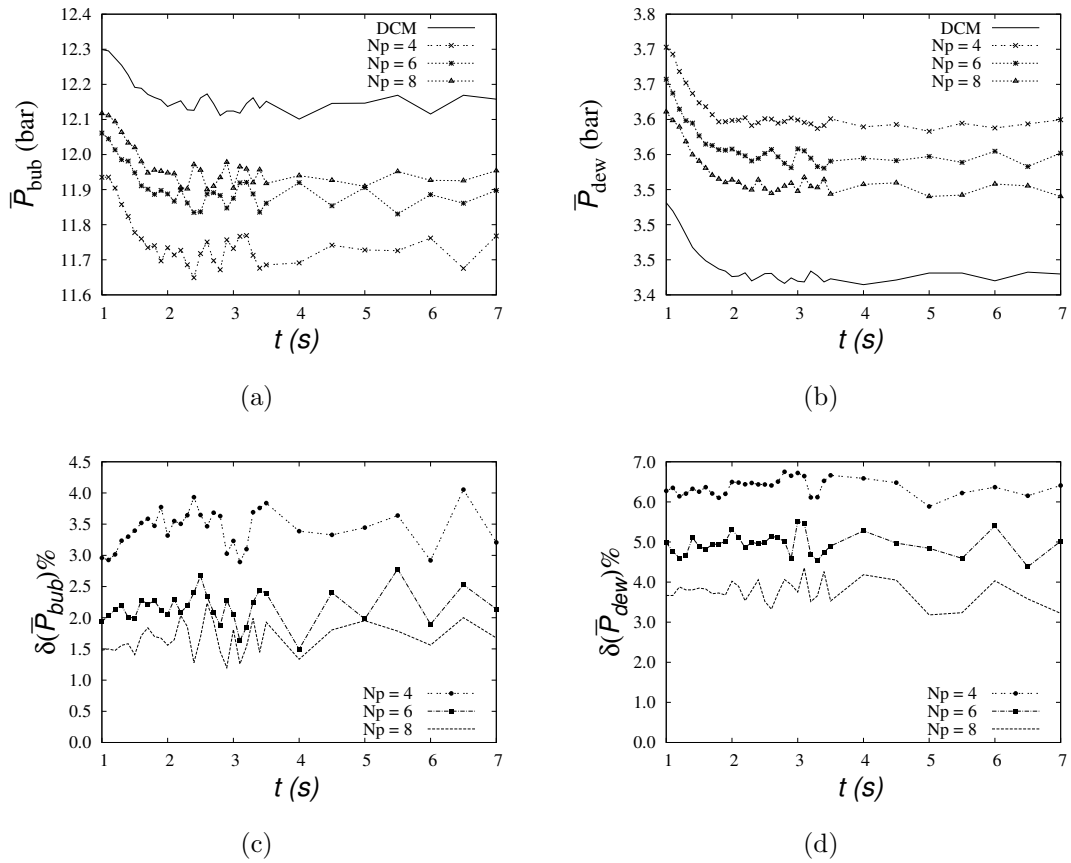 12.4
12.3
12.2
12.1
12.0
11.9
11.8
11.7
11.6
1 2 3 4 5 6 7
P̅bub (bar)
t (s)
DCM
Np = 4
Np = 6
Np = 8
(a)
3.7
3.7
3.6
3.6
3.5
3.5
3.4
1 2 3 4 5 6 7
P̅dew (bar)
t (s)
DCM
Np = 4
Np = 6
Np = 8
(b)
4.5
4.0
3.5
3.0
2.5
2.0
1.5
1.0
0.5
0.0
1 2 3 4 5 6 7
δ(P̅bub)%
t (s)
Np = 4
Np = 6
Np = 8
(c)
7.0
6.0
5.0
4.0
3.0
2.0
1.0
0.0
1 2 3 4 5 6 7
δ(P̅dew)%
t (s)
Np = 4
Np = 6
Np = 8
(d)